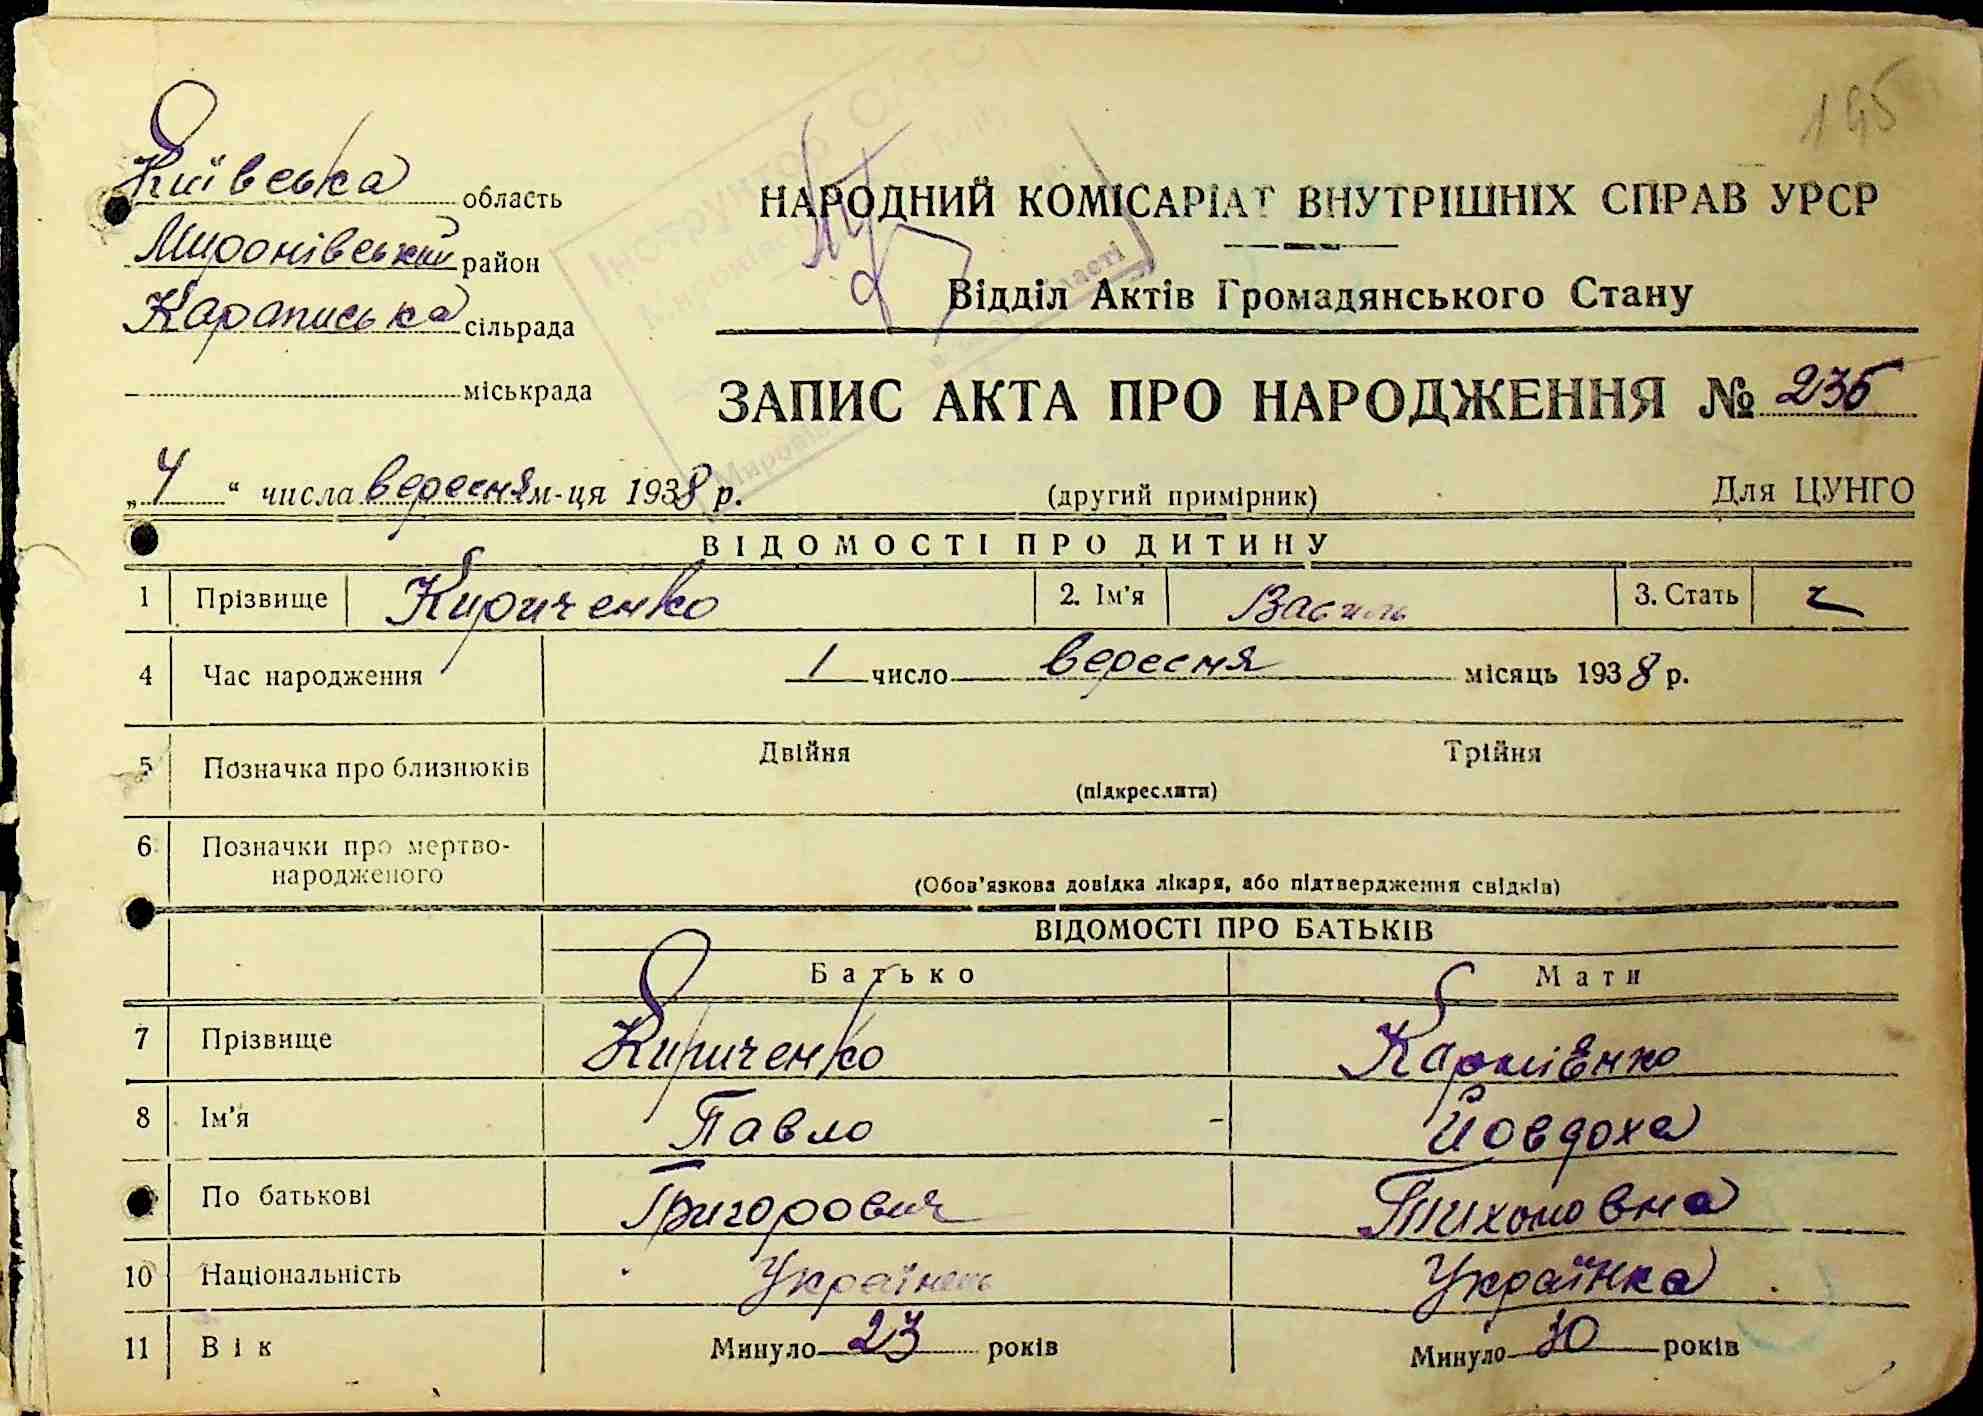 195
Київська область
Миронівський район
Караписька сільрада
міськрада
НАРОДНИЙ КОМІСАРІАТ ВНУТРІШНІХ СПРАВ УРСР
Відділ Актів Громадянського Стану
ЗАПИС АКТА ПРО НАРОДЖЕННЯ № 235
„4“ числа вересня м-ця 1938 р.
(другий примірник)
Для ЦУНГО
ВІДОМОСТІ ПРО ДИТИНУ
1 Прізвище Кириченко 2. Ім'я Василь 3. Стать ч
4 Час народження 1 число вересня місяць 1938 р.
5 Позначка про близнюків Двійня Трійня
(підкреслити)
6 Позначки про мертво-
народженого
(Обов'язкова довідка лікаря, або підтвердження свідків)
ВІДОМОСТІ ПРО БАТЬКІВ
Батько Мати
7 Прізвище Кириченко
8 Ім'я Павло Йовдоха
По батькові Григорович Тихоновна
10 Національність Українець Українка
11 Вік Минуло 23 років Минуло років